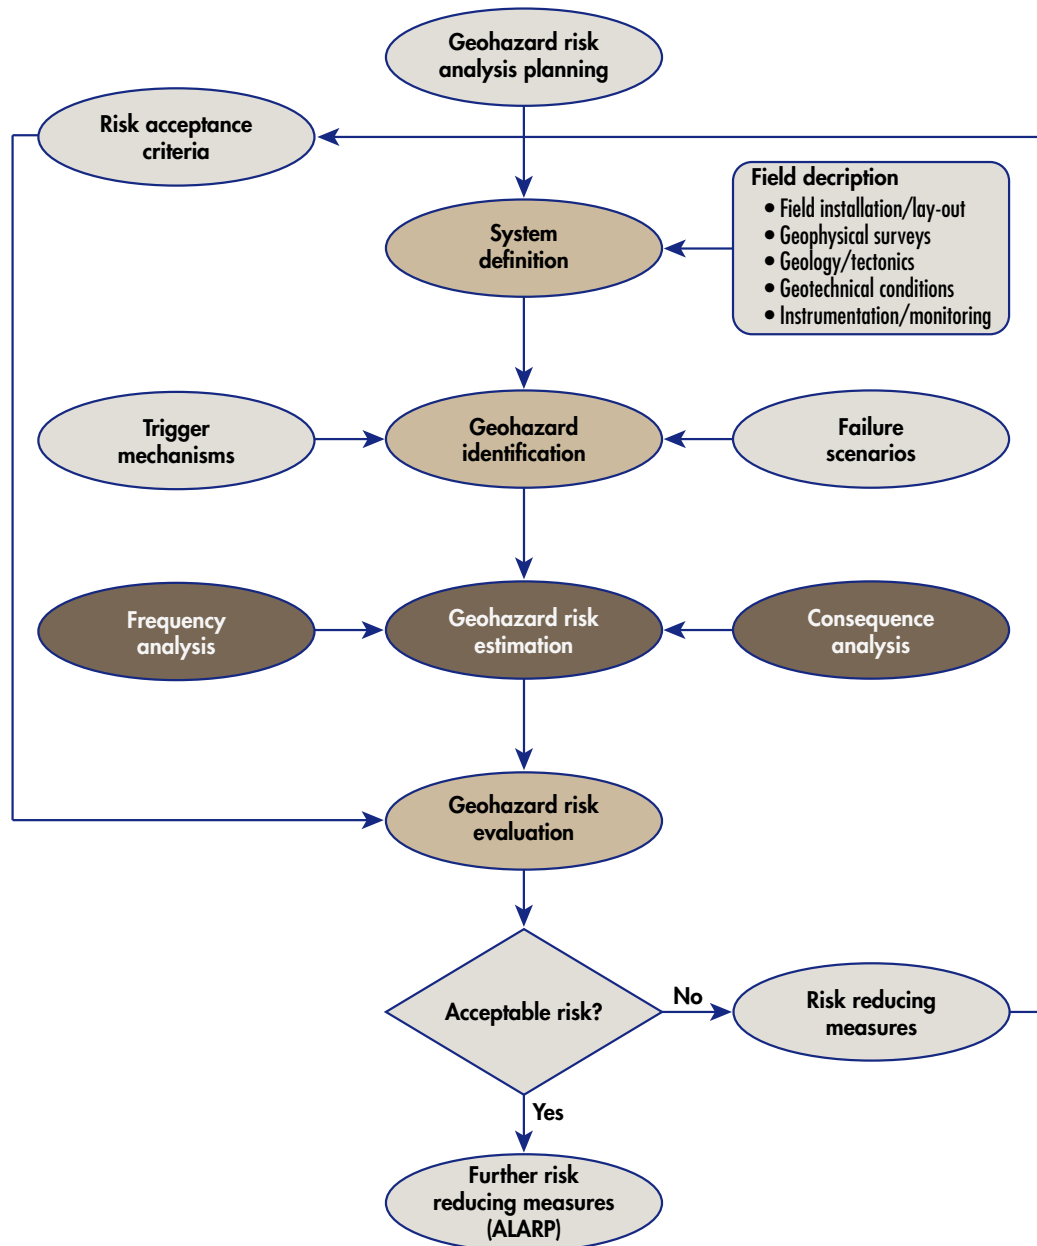 Geohazard risk
analysis planning
Risk acceptance
criteria
Field decription
• Field installation/lay-out
• Geophysical surveys
• Geology/tectonics
• Geotechnical conditions
• Instrumentation/monitoring
System
definition
Trigger
mechanisms
Geohazard
identification
Failure
scenarios
Frequency
analysis
Geohazard risk
estimation
Consequence
analysis
Geohazard risk
evaluation
Acceptable risk?
No
Risk reducing
measures
Yes
Further risk
reducing measures
(ALARP)